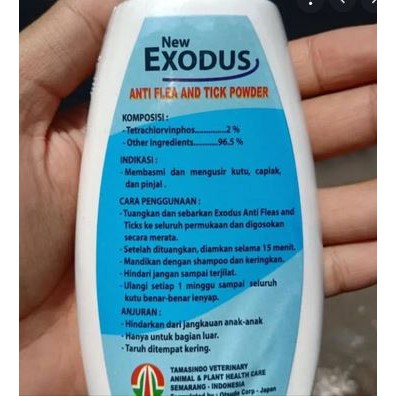 New
EXODUS
ANTI FLEA AND TICK POWDER
KOMPOSISI :
- Tetrachlorvinphos...............2 %
- Other ingredients...........96.5 %
INDIKASI :
- Membasmi dan mengusir kutu, caplak,
dan pinjal .
CARA PENGGUNAAN :
- Tuangkan dan sebarkan Exodus Anti Fleas and
Ticks ke seluruh permukaan dan digosokan
secara merata.
- Setelah dituangkan, diamkan selama 15 menit.
- Mandikan dengan shampoo dan keringkan.
- Hindari jangan sampai terjilat.
- Ulangi setiap 1 minggu sampai seluruh
kutu benar-benar lenyap.
ANJURAN :
- Hindarkan dari jangkauan anak-anak
- Hanya untuk bagian luar.
- Taruh ditempat kering.
TAMASINDO VETERINARY
ANIMAL & PLANT HEALTH CARE
SEMARANG - INDONESIA
Corp - Japan